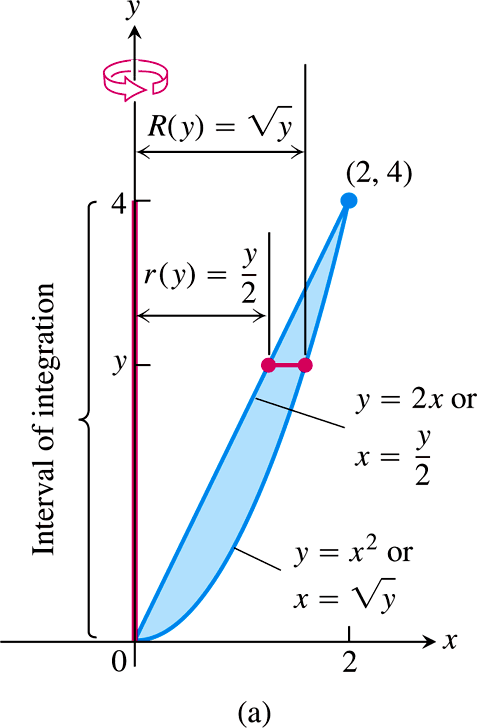 y
R(y) = √y
(2, 4)
4
r(y) = y/2
Interval of integration
y
y = 2x or
x = y/2
y = x² or
x = √y
0
2
x
(a)